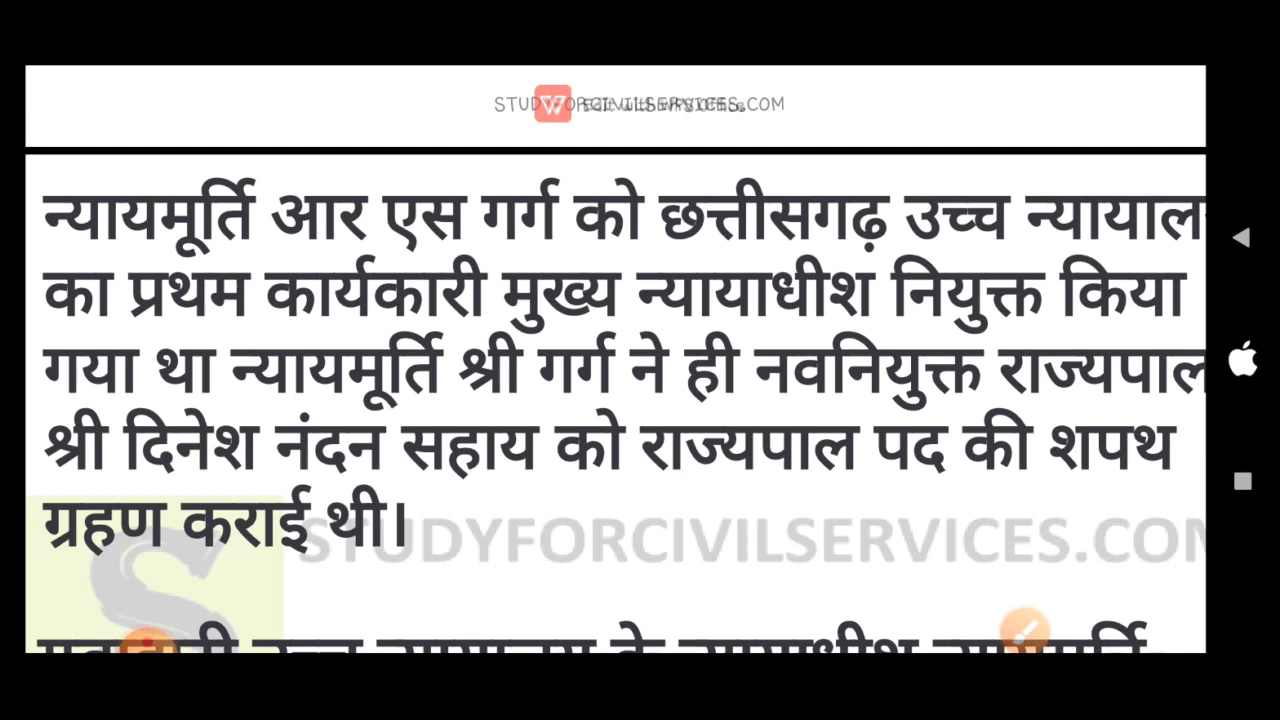 STUDYFORCIVILSERVICES.COM
न्यायमूर्ति आर एस गर्ग को छत्तीसगढ़ उच्च
का प्रथम कार्यकारी मुख्य न्यायाधीश नियुक्त किया
गया था न्यायमूर्ति श्री गर्ग ने ही नवनियुक्त राज्यपाल
श्री दिनेश नंदन सहाय को राज्यपाल पद की शपथ
ग्रहण कराई थी।
STUDYFORCIVILSERVICES.COM